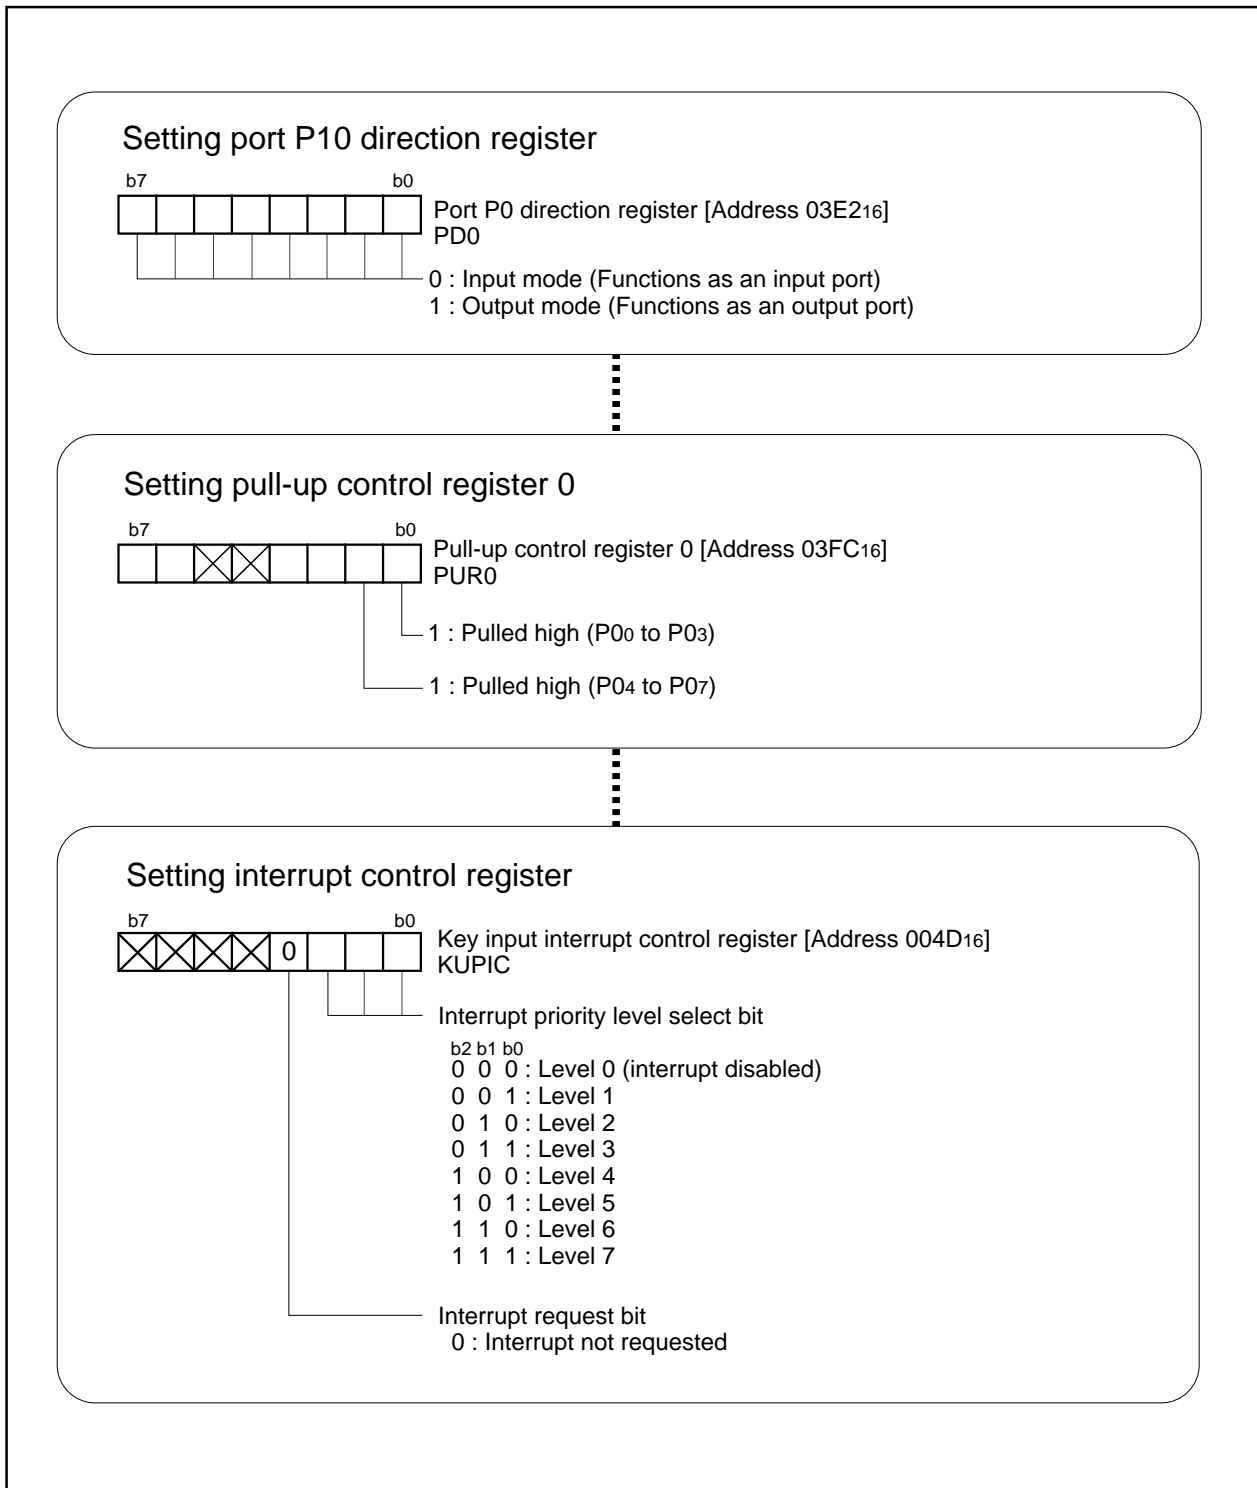 Setting port P10 direction register
b7 b0
Port P0 direction register [Address 03E216]
PD0
0 : Input mode (Functions as an input port)
1 : Output mode (Functions as an output port)
Setting pull-up control register 0
b7 b0
Pull-up control register 0 [Address 03FC16]
PUR0
1 : Pulled high (P00 to P03)
1 : Pulled high (P04 to P07)
Setting interrupt control register
b7 b0
0
Key input interrupt control register [Address 004D16]
KUPIC
Interrupt priority level select bit
b2 b1 b0
0 0 0 : Level 0 (interrupt disabled)
0 0 1 : Level 1
0 1 0 : Level 2
0 1 1 : Level 3
1 0 0 : Level 4
1 0 1 : Level 5
1 1 0 : Level 6
1 1 1 : Level 7
Interrupt request bit
0 : Interrupt not requested